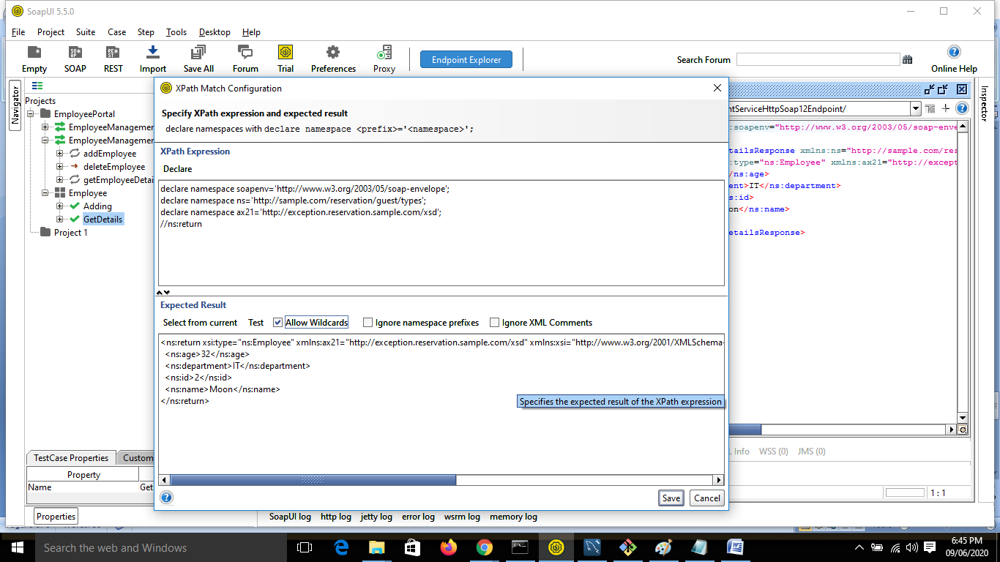 SoapUI 5.5.0
File Project Suite Case Step Tools Desktop Help
SO AP
RE ST
Empty SOAP REST Import Save All Forum Trial Preferences Proxy
Endpoint Explorer
Search Forum
Online Help
Navigator
Projects
EmployeePortal
EmployeeManagemer
EmployeeManagemer
addEmployee
deleteEmployee
getEmployeeDetai
Employee
Adding
GetDetails
Project 1
TestCase Properties Custom
Property
Name Get
Properties
XPath Match Configuration
Specify XPath expression and expected result
declare namespaces with declare namespace <prefix>='<namespace>';
XPath Expression
Declare
declare namespace soapenv='http://www.w3.org/2003/05/soap-envelope';
declare namespace ns='http://sample.com/reservation/guest/types';
declare namespace ax21='http://exception.reservation.sample.com/xsd';
//ns:return
Expected Result
Select from current Test Allow Wildcards Ignore namespace prefixes Ignore XML Comments
<ns:return xsi:type="ns:Employee" xmlns:ax21="http://exception.reservation.sample.com/xsd" xmlns:xsi="http://www.w3.org/2001/XMLSchema-
<ns:age>32</ns:age>
<ns:department>IT</ns:department>
<ns:id>2</ns:id>
<ns:name>Moon</ns:name>
</ns:return>
Specifies the expected result of the XPath expression
Save Cancel
ntServiceHttpSoap12Endpoint/
:soapenv="http://www.w3.org/2003/05/soap-enve
etailsResponse xmlns:ns="http://sample.com/res
:type="ns:Employee" xmlns:ax21="http://except
/ns:age>
ent>IT</ns:department>
s:id>
on</ns:name>
etailsResponse>
L Info WSS (0) JMS (0)
1 : 1
Inspector
SoapUI log http log jetty log error log wsrm log memory log
Search the web and Windows
6:45 PM
09/06/2020